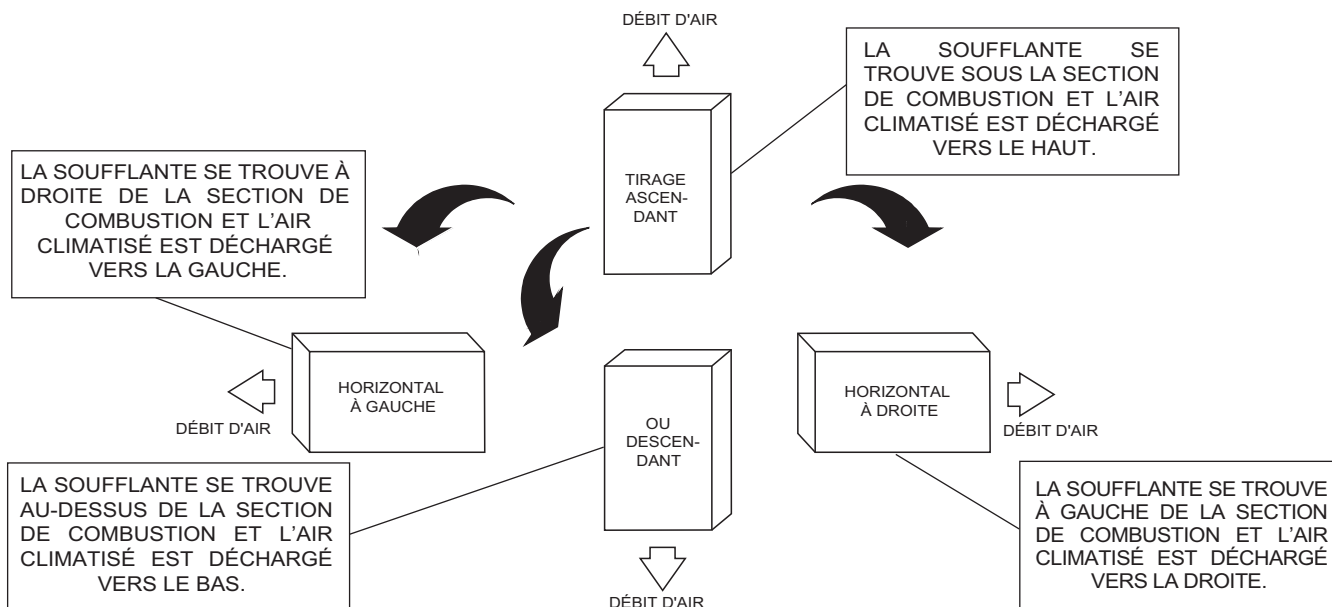 DÉBIT D'AIR
LA SOUFFLANTE SE
TROUVE SOUS LA SECTION
DE COMBUSTION ET L’AIR
CLIMATISÉ EST DÉCHARGÉ
VERS LE HAUT.
TIRAGE
ASCEN-
DANT
LA SOUFFLANTE SE TROUVE À
DROITE DE LA SECTION DE
COMBUSTION ET L’AIR
CLIMATISÉ EST DÉCHARGÉ
VERS LA GAUCHE.
HORIZONTAL
À GAUCHE
DÉBIT D'AIR
OU
DESCEN-
DANT
HORIZONTAL
À DROITE
DÉBIT D'AIR
LA SOUFFLANTE SE TROUVE
AU-DESSUS DE LA SECTION
DE COMBUSTION ET L’AIR
CLIMATISÉ EST DÉCHARGÉ
VERS LE BAS.
LA SOUFFLANTE SE TROUVE
À GAUCHE DE LA SECTION
DE COMBUSTION ET L’AIR
CLIMATISÉ EST DÉCHARGÉ
VERS LA DROITE.
DÉBIT D'AIR